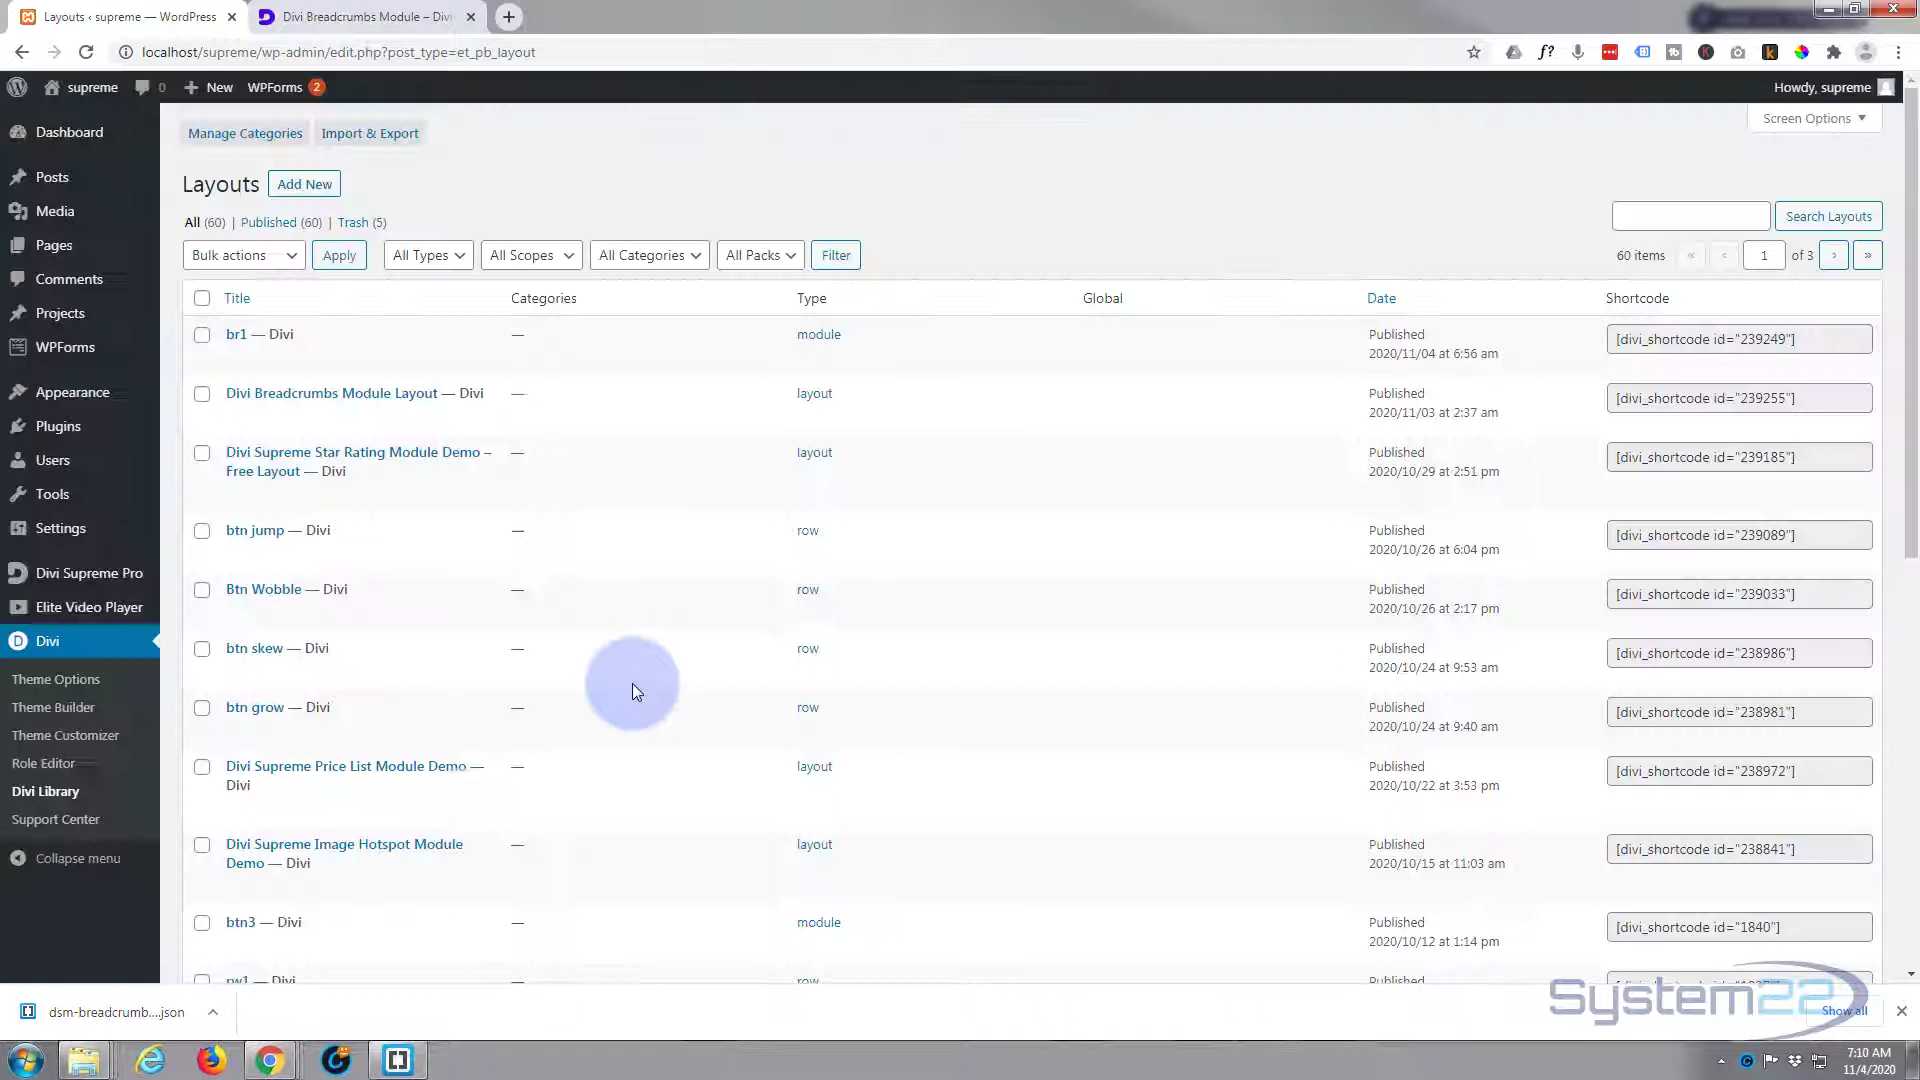 Layouts ‹ supreme — WordPress
Divi Breadcrumbs Module – Divi
localhost/supreme/wp-admin/edit.php?post_type=et_pb_layout
supreme 0 New WPForms 2 Howdy, supreme
Dashboard
Posts
Media
Pages
Comments
Projects
WPForms
Appearance
Plugins
Users
Tools
Settings
Divi Supreme Pro
Elite Video Player
Divi
Theme Options
Theme Builder
Theme Customizer
Role Editor
Divi Library
Support Center
Collapse menu
Manage Categories Import & Export Screen Options
Layouts Add New
All (60) | Published (60) | Trash (5) Search Layouts
Bulk actions Apply All Types All Scopes All Categories All Packs Filter 60 items « ‹ 1 of 3 › »
Title Categories Type Global Date Shortcode
br1 — Divi — module Published [divi_shortcode id="239249"]
2020/11/04 at 6:56 am
Divi Breadcrumbs Module Layout — Divi — layout Published [divi_shortcode id="239255"]
2020/11/03 at 2:37 am
Divi Supreme Star Rating Module Demo – — layout Published [divi_shortcode id="239185"]
Free Layout — Divi 2020/10/29 at 2:51 pm
btn jump — Divi — row Published [divi_shortcode id="239089"]
2020/10/26 at 6:04 pm
Btn Wobble — Divi — row Published [divi_shortcode id="239033"]
2020/10/26 at 2:17 pm
btn skew — Divi — row Published [divi_shortcode id="238986"]
2020/10/24 at 9:53 am
btn grow — Divi — row Published [divi_shortcode id="238981"]
2020/10/24 at 9:40 am
Divi Supreme Price List Module Demo — — layout Published [divi_shortcode id="238972"]
Divi 2020/10/22 at 3:53 pm
Divi Supreme Image Hotspot Module — layout Published [divi_shortcode id="238841"]
Demo — Divi 2020/10/15 at 11:03 am
btn3 — Divi — module Published [divi_shortcode id="1840"]
2020/10/12 at 1:14 pm
rw1 — Divi — row Published
System22
dsm-breadcrumb....json Show all
7:10 AM
11/4/2020